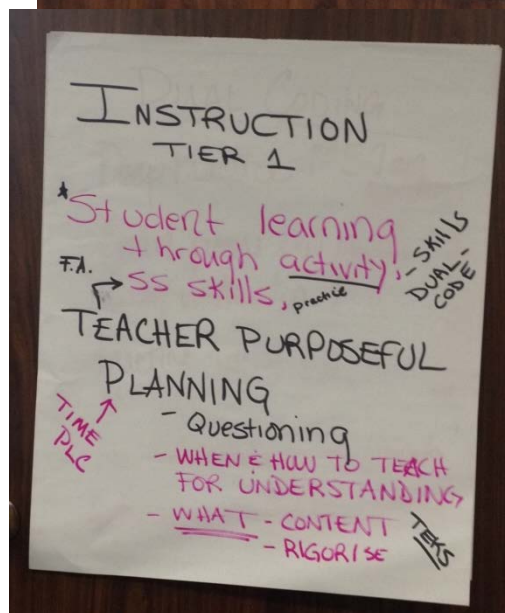 INSTRUCTION
TIER 1
*Student learning
through activity,
- SKILLS
DUAL-
CODE
F.A.
→ SS skills, practice
TEACHER PURPOSEFUL
PLANNING
TIME
PLC
- Questioning
- WHEN & HOW TO TEACH
FOR UNDERSTANDING
- WHAT - CONTENT
- RIGORISE
TEKS